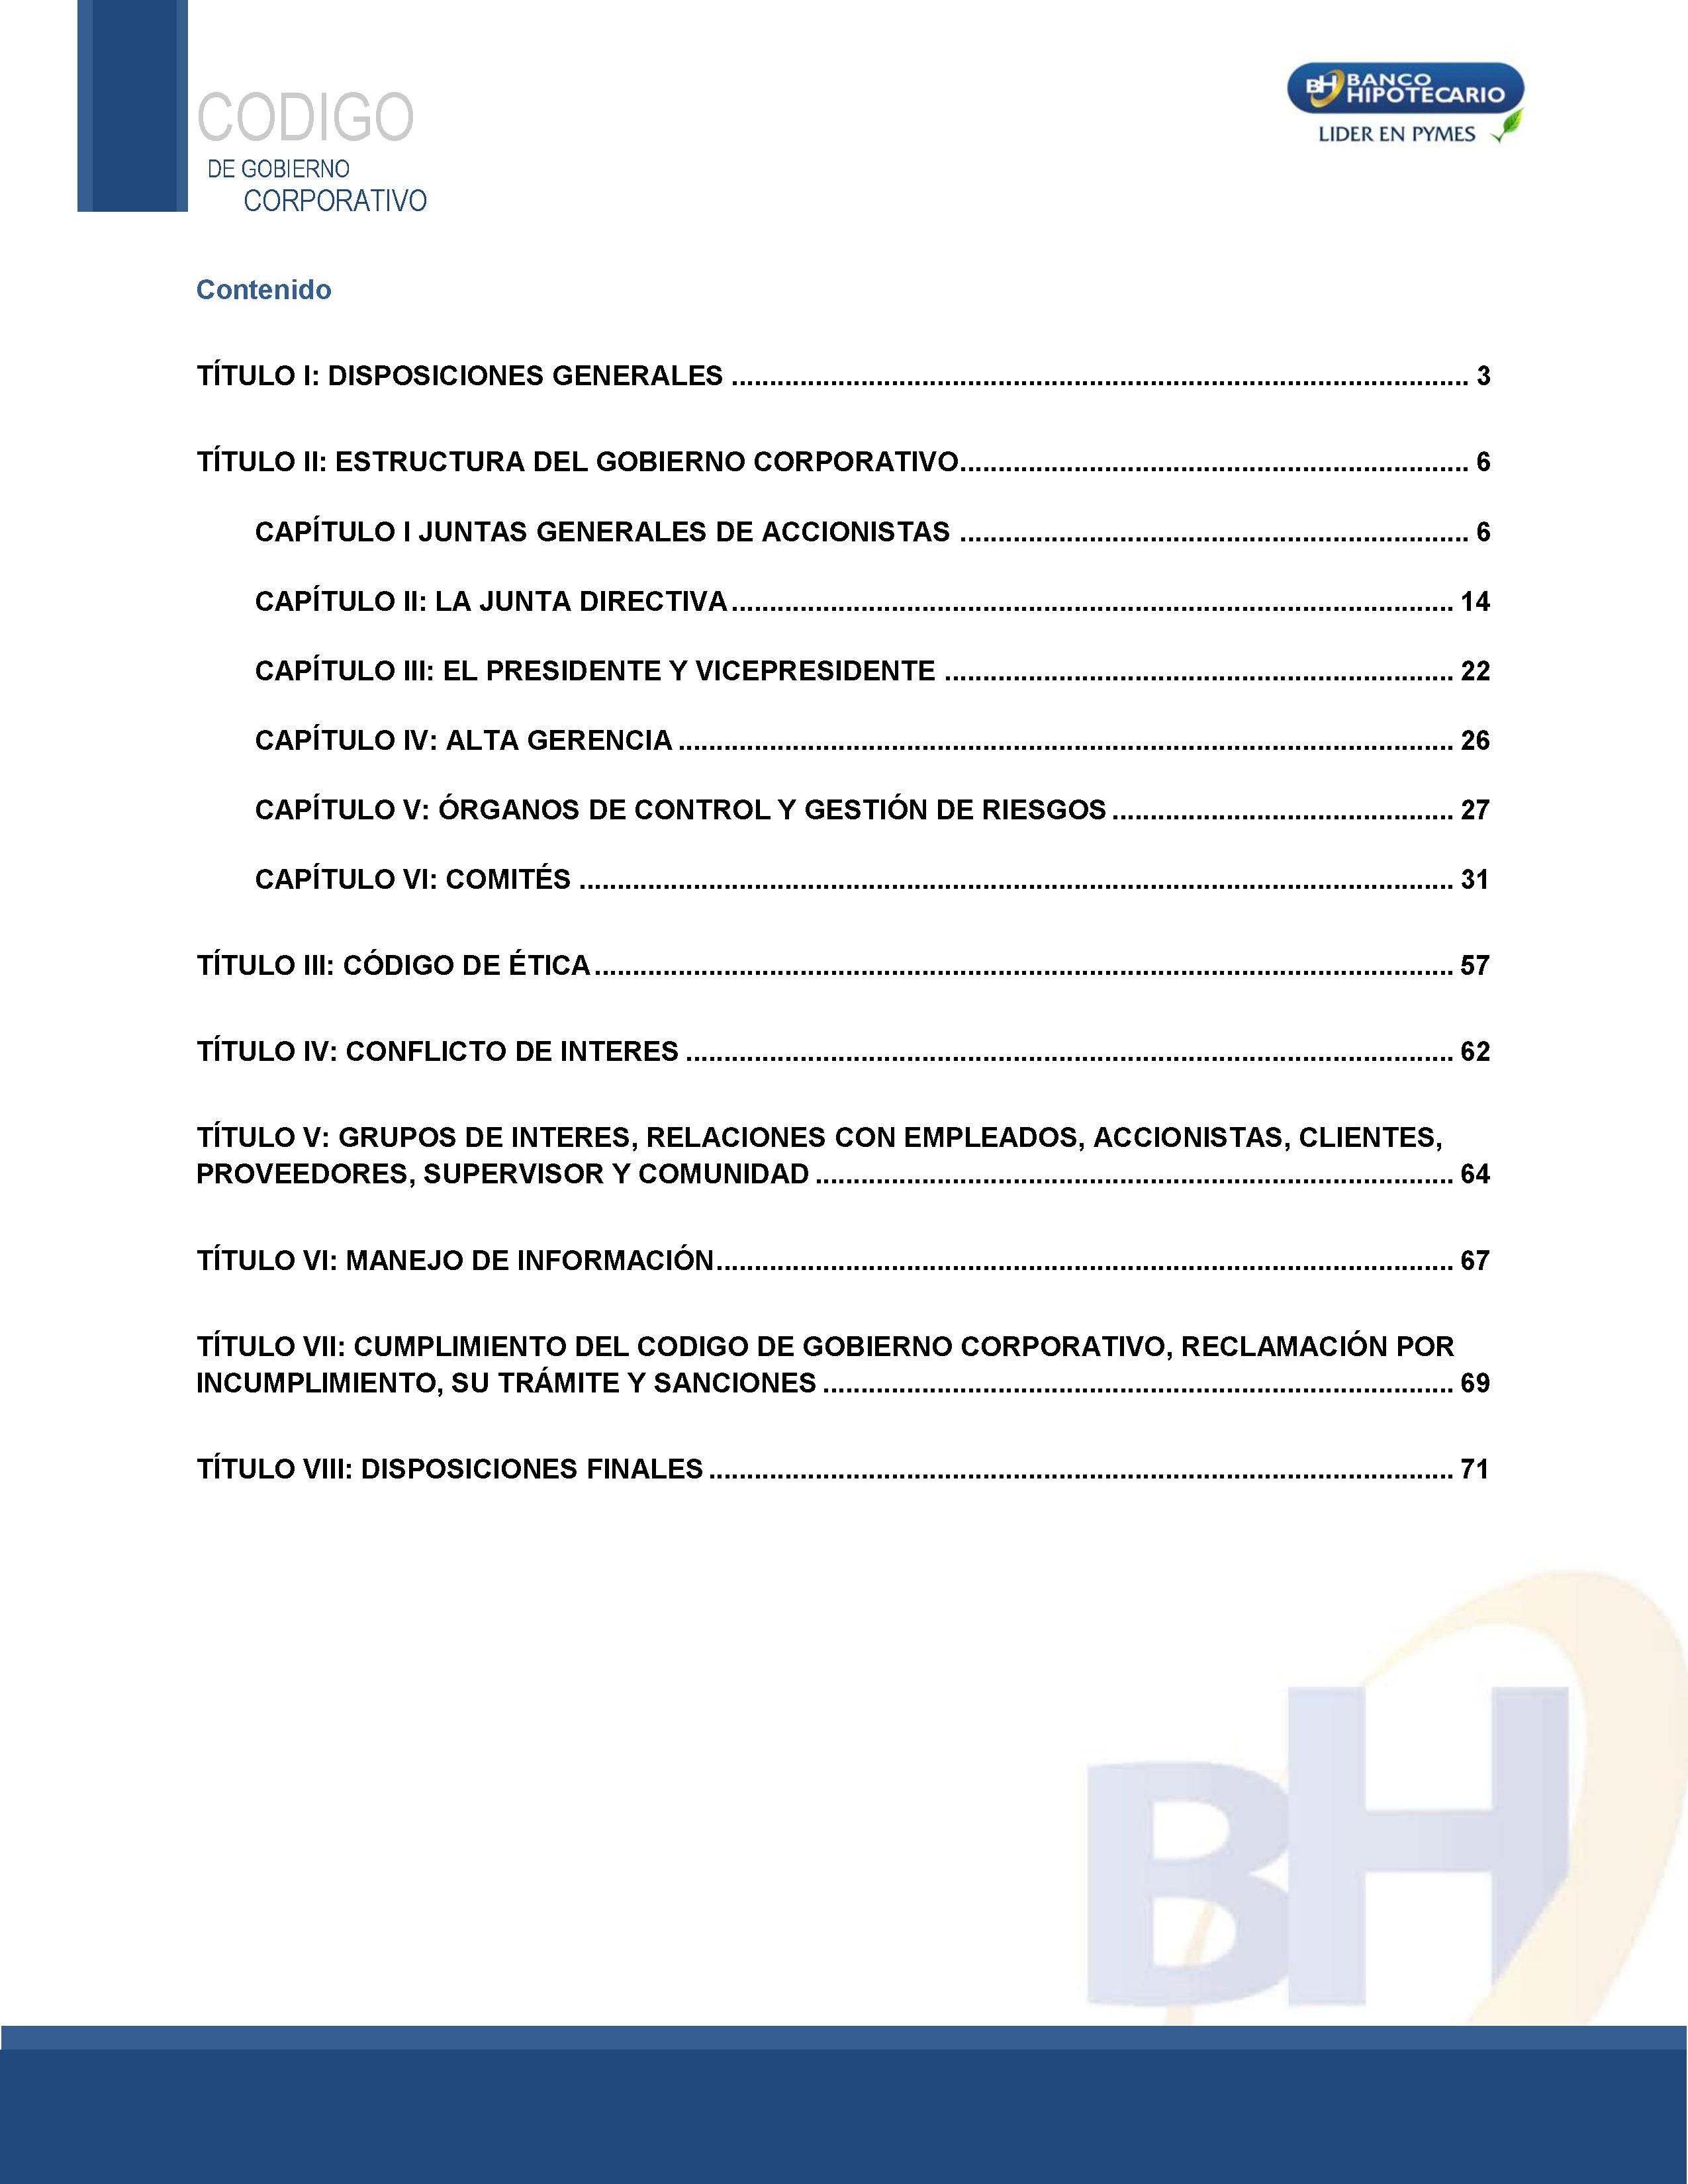 CODIGO
DE GOBIERNO
CORPORATIVO
BH BANCO
HIPOTECARIO
LIDER EN PYMES
Contenido
TÍTULO I: DISPOSICIONES GENERALES ................................................................................................ 3
TÍTULO II: ESTRUCTURA DEL GOBIERNO CORPORATIVO................................................................... 6
CAPÍTULO I JUNTAS GENERALES DE ACCIONISTAS ................................................................... 6
CAPÍTULO II: LA JUNTA DIRECTIVA............................................................................................... 14
CAPÍTULO III: EL PRESIDENTE Y VICEPRESIDENTE ................................................................... 22
CAPÍTULO IV: ALTA GERENCIA ...................................................................................................... 26
CAPÍTULO V: ÓRGANOS DE CONTROL Y GESTIÓN DE RIESGOS ............................................. 27
CAPÍTULO VI: COMITÉS ................................................................................................................... 31
TÍTULO III: CÓDIGO DE ÉTICA................................................................................................................. 57
TÍTULO IV: CONFLICTO DE INTERES ..................................................................................................... 62
TÍTULO V: GRUPOS DE INTERES, RELACIONES CON EMPLEADOS, ACCIONISTAS, CLIENTES,
PROVEEDORES, SUPERVISOR Y COMUNIDAD .................................................................................... 64
TÍTULO VI: MANEJO DE INFORMACIÓN................................................................................................. 67
TÍTULO VII: CUMPLIMIENTO DEL CODIGO DE GOBIERNO CORPORATIVO, RECLAMACIÓN POR
INCUMPLIMIENTO, SU TRÁMITE Y SANCIONES ................................................................................... 69
TÍTULO VIII: DISPOSICIONES FINALES .................................................................................................. 71
BH